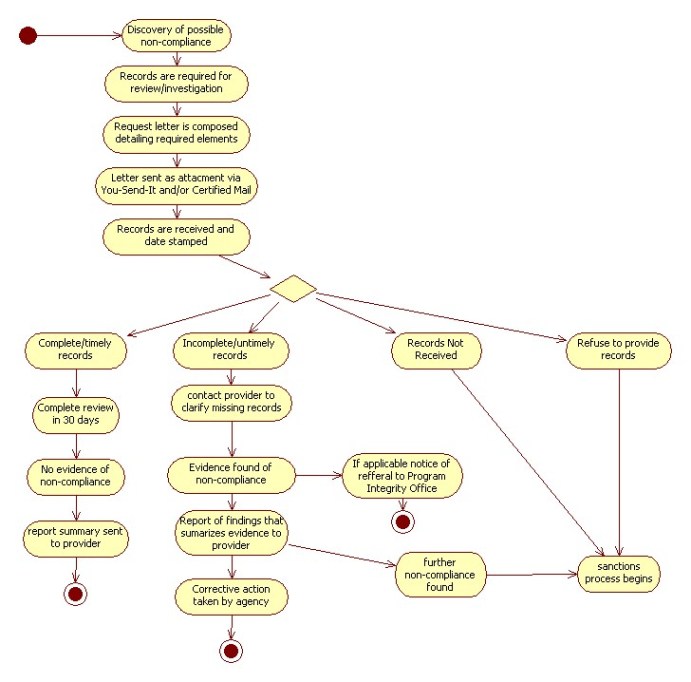 Discovery of possible
non-compliance
Records are required for
review/investigation
Request letter is composed
detailing required elements
Letter sent as attacment via
You-Send-It and/or Certified Mail
Records are received and
date stamped
Complete/timely
records
Incomplete/untimely
records
Records Not
Received
Refuse to provide
records
Complete review
in 30 days
contact provider to
clarify missing records
No evidence of
non-compliance
Evidence found of
non-compliance
If applicable notice of
refferal to Program
Integrity Office
report summary sent
to provider
Report of findings that
sumarizes evidence to
provider
further
non-compliance
found
sanctions
process begins
Corrective action
taken by agency